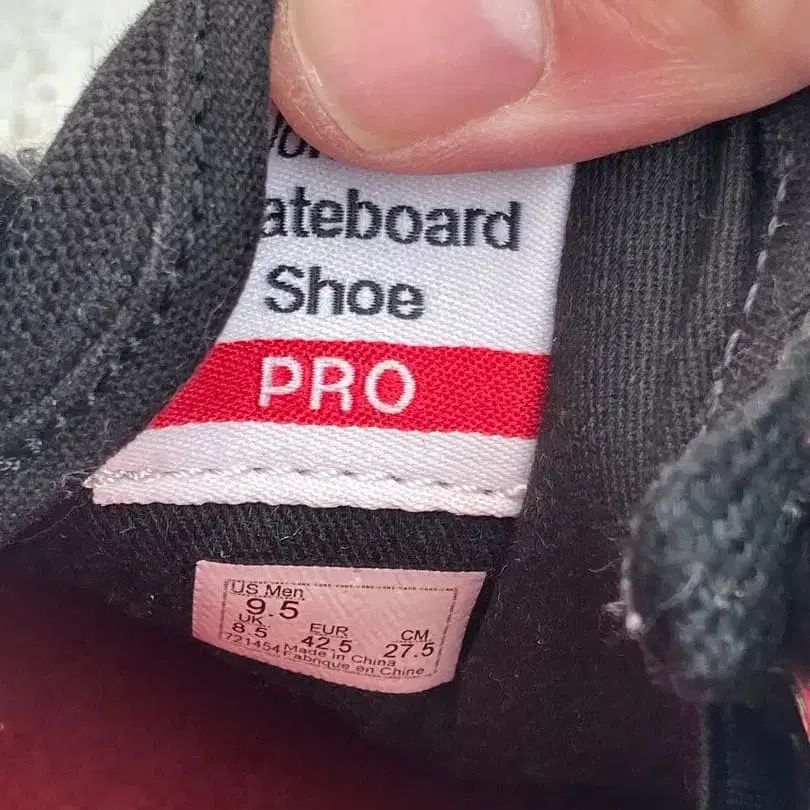 ateboard
Shoe
PRO
US Men
9.5
UK EUR CM
8.5 42.5 27.5
721454 Made in China
Fabrique en Chine